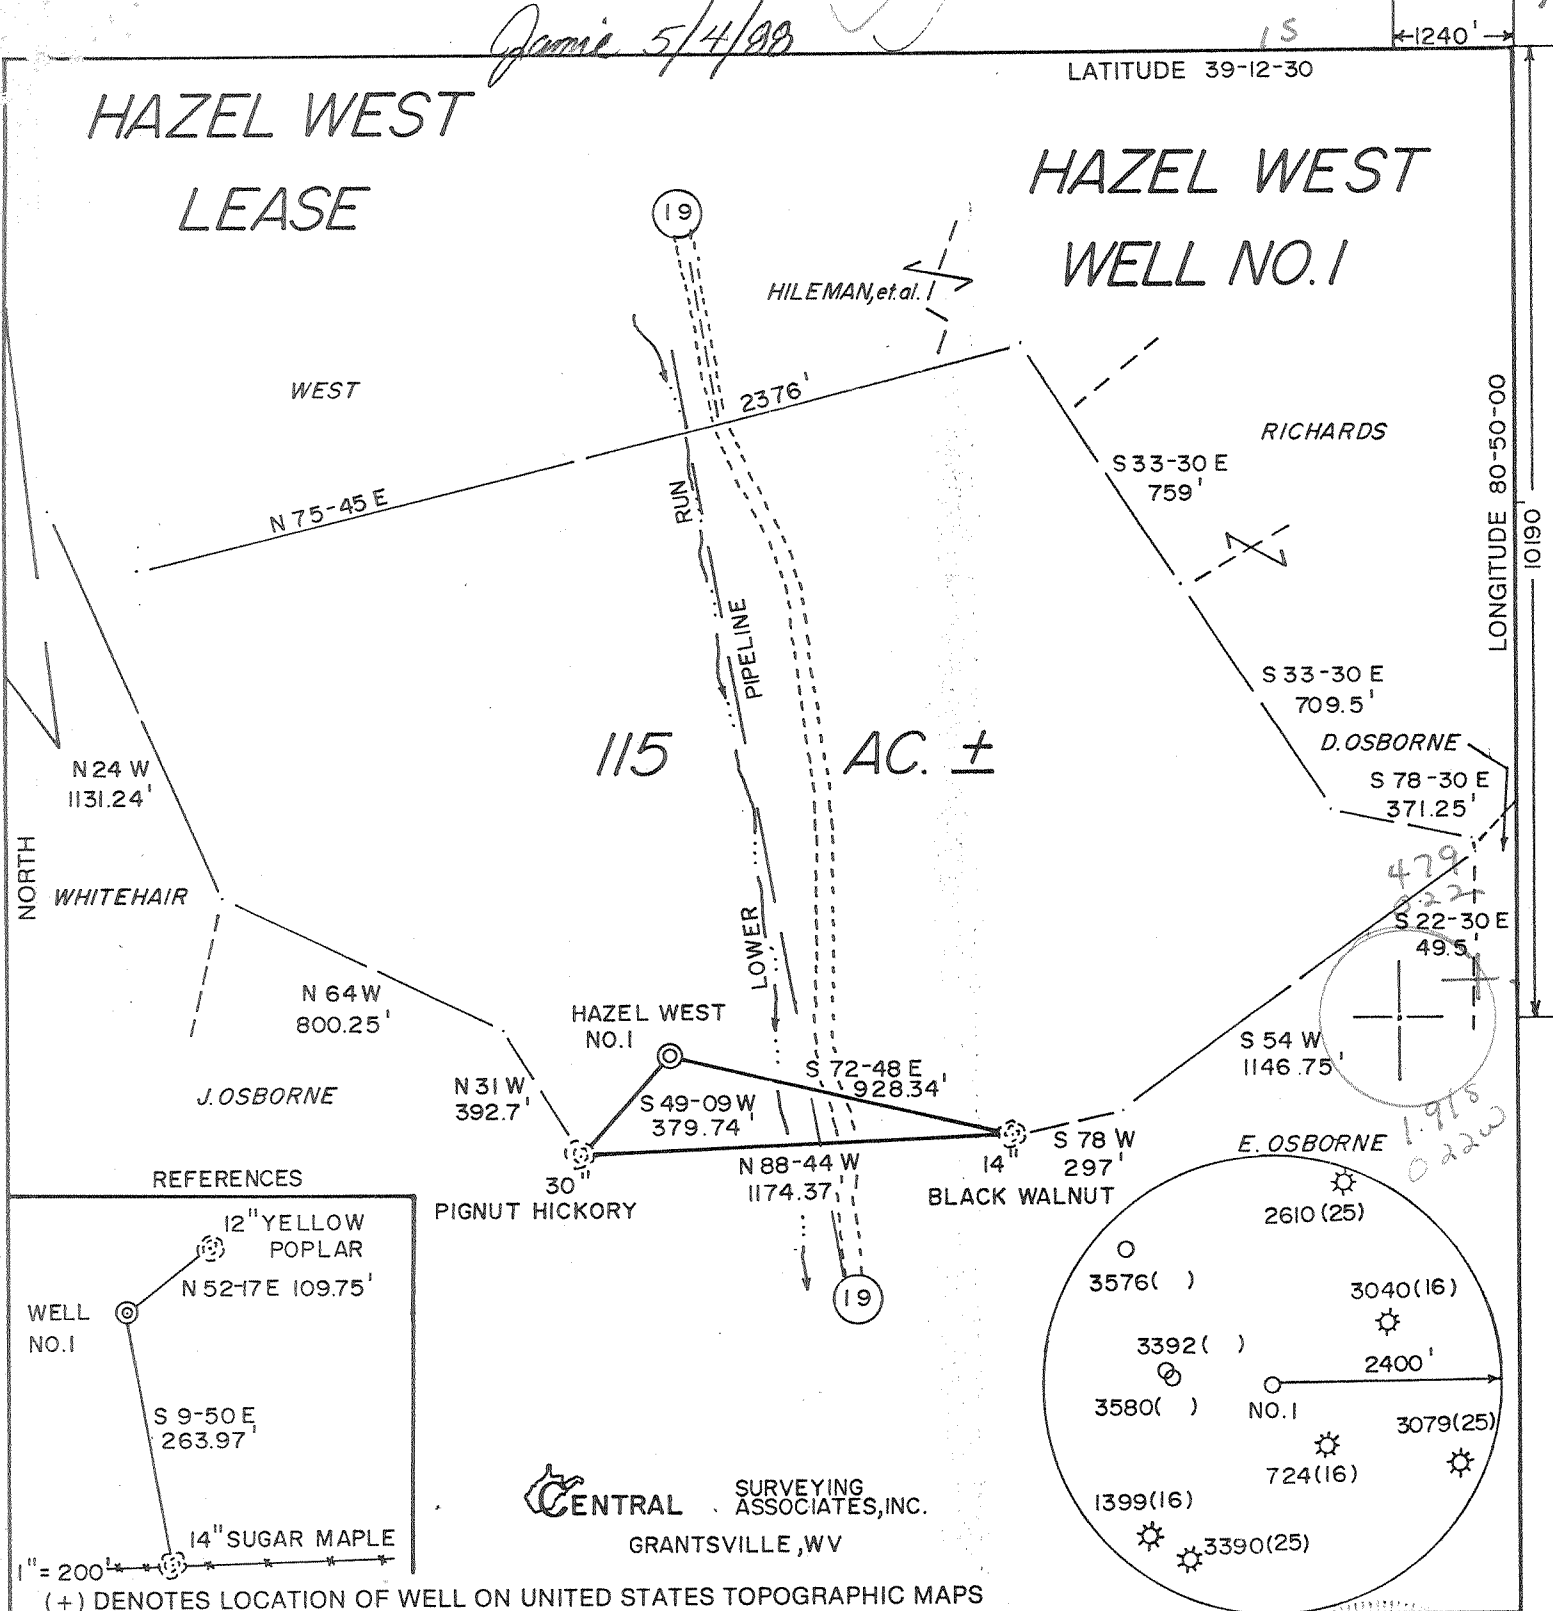 Jamie 5/4/88
1S
1240'
LATITUDE 39-12-30
HAZEL WEST
LEASE
HAZEL WEST
WELL NO. 1
19
HILEMAN, et. al.
WEST
2376'
N 75-45 E
RICHARDS
S 33-30 E
759'
LONGITUDE 80-50-00
10190
RUN
PIPELINE
LOWER
S 33-30 E
709.5'
D. OSBORNE
S 78-30 E
371.25'
115 AC. ±
N 24 W
1131.24'
NORTH
WHITEHAIR
479
0.22
S 22-30 E
49.5'
N 64 W
800.25'
HAZEL WEST
NO. 1
S 54 W
1146.75'
S 72-48 E
928.34'
N 31 W
392.7'
J. OSBORNE
S 49-09 W
379.74'
1.91S
0.22W
E. OSBORNE
S 78 W
297'
N 88-44 W
1174.37'
14"
BLACK WALNUT
30"
PIGNUT HICKORY
19
REFERENCES
12" YELLOW
POPLAR
N 52-17 E 109.75'
WELL
NO. 1
S 9-50 E
263.97'
14" SUGAR MAPLE
1" = 200'
2610 (25)
3576( )
3040(16)
3392( )
2400'
3580( )
NO. 1
3079(25)
724(16)
1399(16)
3390(25)
CENTRAL SURVEYING
ASSOCIATES, INC.
GRANTSVILLE, WV
(+) DENOTES LOCATION OF WELL ON UNITED STATES TOPOGRAPHIC MAPS